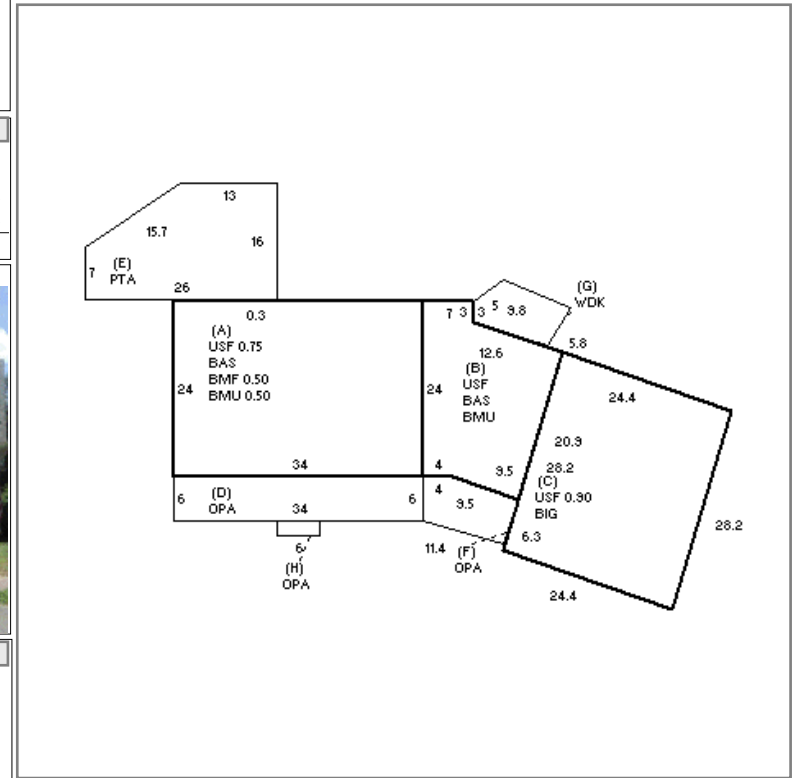 13
15.7
16
7
(E)
PTA
26
0.3
(A)
USF 0.75
BAS
BMF 0.50
BMU 0.50
24
34
7
3
3
5
9.8
(G)
WDK
5.8
12.6
(B)
USF
BAS
BMU
24
24.4
20.9
28.2
(C)
USF 0.90
BIG
28.2
4
9.5
4
9.5
6
(D)
OPA
34
6
6.3
11.4
(F)
OPA
24.4
6
(H)
OPA